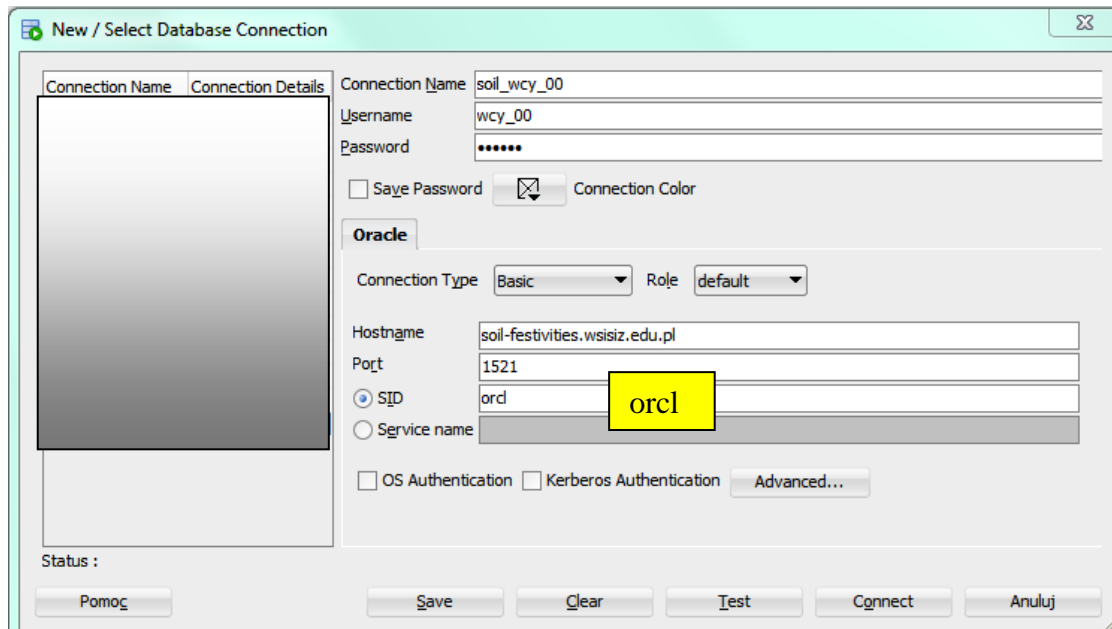 New / Select Database Connection
Connection Name Connection Details
Connection Name soil_wcy_00
Username wcy_00
Password ••••••
Save Password Connection Color
Oracle
Connection Type Basic Role default
Hostname soil-festivities.wsisiz.edu.pl
Port 1521
SID orcl
orcl
Service name
OS Authentication Kerberos Authentication Advanced...
Status :
Pomoc Save Clear Test Connect Anuluj